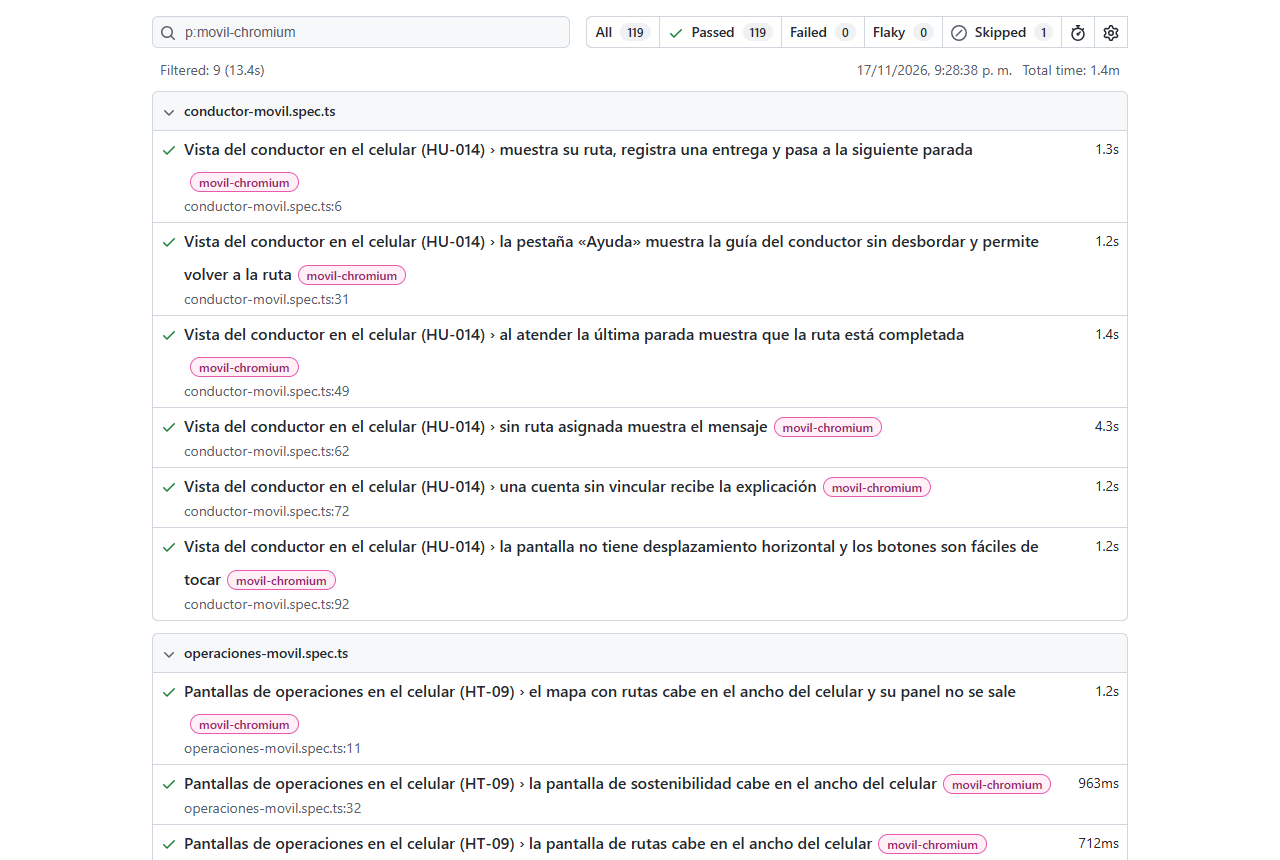 p:movil-chromium
All 119 Passed 119 Failed 0 Flaky 0 Skipped 1
Filtered: 9 (13.4s) 17/11/2026, 9:28:38 p. m. Total time: 1.4m
conductor-movil.spec.ts
Vista del conductor en el celular (HU-014) › muestra su ruta, registra una entrega y pasa a la siguiente parada 1.3s
movil-chromium
conductor-movil.spec.ts:6
Vista del conductor en el celular (HU-014) › la pestaña «Ayuda» muestra la guía del conductor sin desbordar y permite 1.2s
volver a la ruta movil-chromium
conductor-movil.spec.ts:31
Vista del conductor en el celular (HU-014) › al atender la última parada muestra que la ruta está completada 1.4s
movil-chromium
conductor-movil.spec.ts:49
Vista del conductor en el celular (HU-014) › sin ruta asignada muestra el mensaje movil-chromium 4.3s
conductor-movil.spec.ts:62
Vista del conductor en el celular (HU-014) › una cuenta sin vincular recibe la explicación movil-chromium 1.2s
conductor-movil.spec.ts:72
Vista del conductor en el celular (HU-014) › la pantalla no tiene desplazamiento horizontal y los botones son fáciles de 1.2s
tocar movil-chromium
conductor-movil.spec.ts:92
operaciones-movil.spec.ts
Pantallas de operaciones en el celular (HT-09) › el mapa con rutas cabe en el ancho del celular y su panel no se sale 1.2s
movil-chromium
operaciones-movil.spec.ts:11
Pantallas de operaciones en el celular (HT-09) › la pantalla de sostenibilidad cabe en el ancho del celular movil-chromium 963ms
operaciones-movil.spec.ts:32
Pantallas de operaciones en el celular (HT-09) › la pantalla de rutas cabe en el ancho del celular movil-chromium 712ms